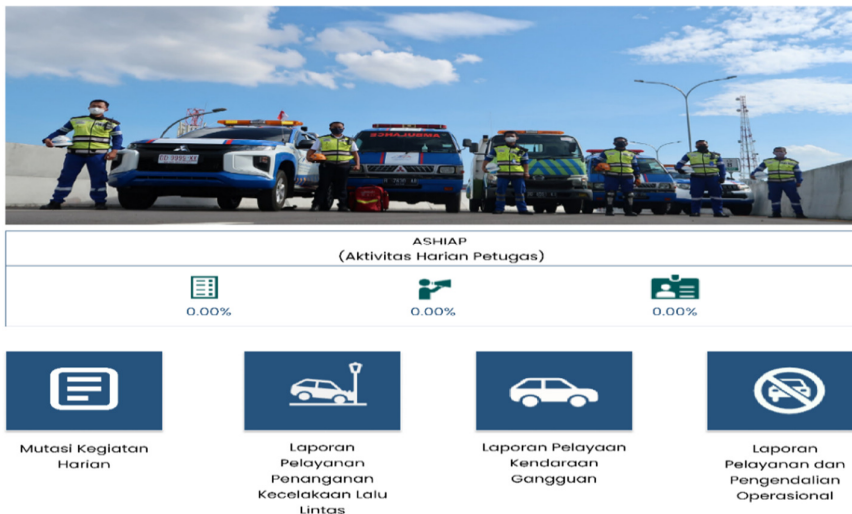 AMBULANCE
ASHIAP
(Aktivitas Harian Petugas)
0.00%
0.00%
0.00%
Mutasi Kegiatan
Harian
Laporan
Pelayanan
Penanganan
Kecelakaan Lalu
Lintas
Laporan Pelayaan
Kendaraan
Gangguan
Laporan
Pelayanan dan
Pengendalian
Operasional